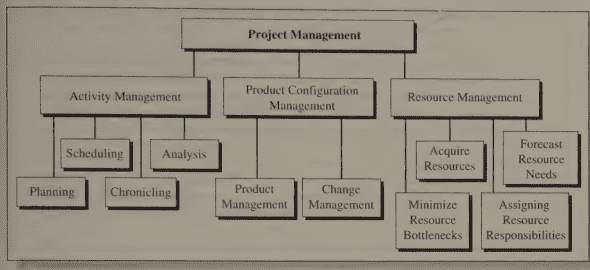 Project Management
Activity Management
Product Configuration
Management
Resource Management
Scheduling
Analysis
Planning
Chronicling
Product
Management
Change
Management
Acquire
Resources
Forecast
Resource
Needs
Minimize
Resource
Bottlenecks
Assigning
Resource
Responsibilities